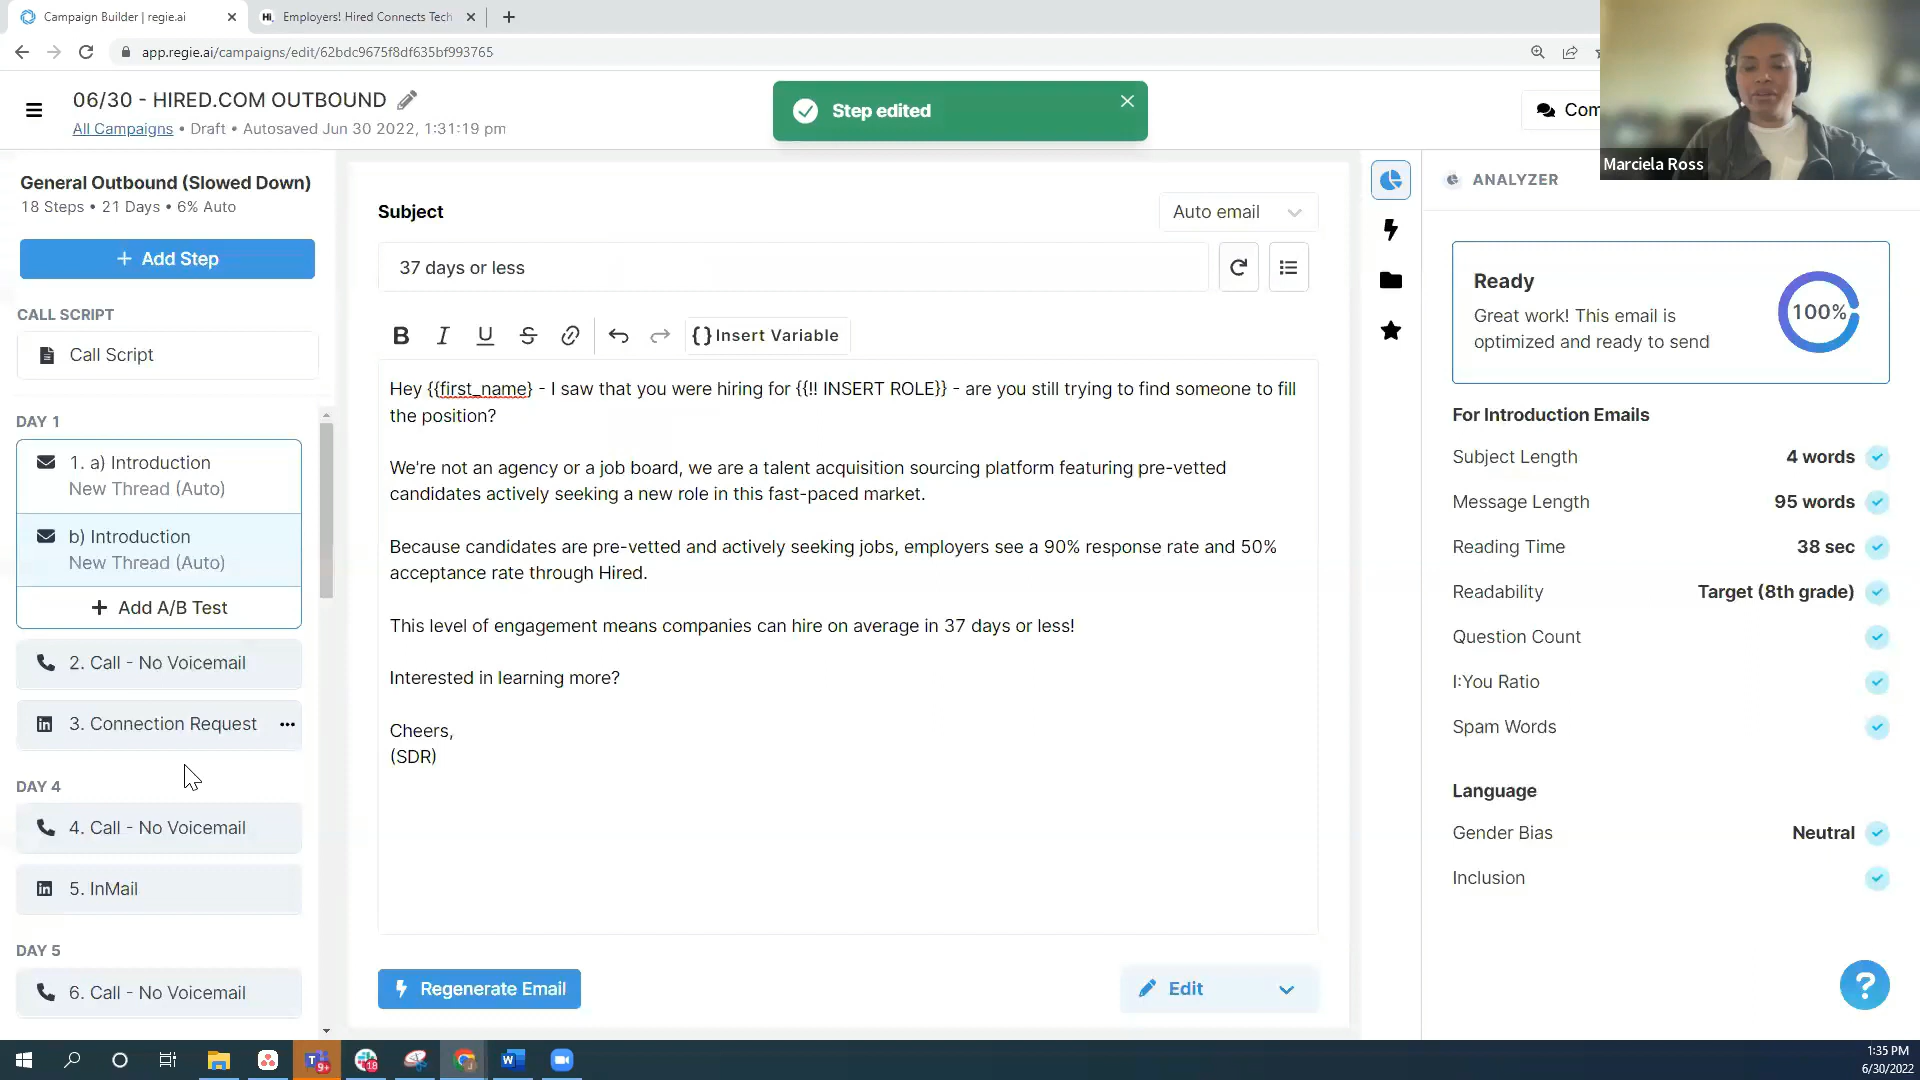 Campaign Builder | regie.ai
Employers! Hired Connects Tech
app.regie.ai/campaigns/edit/62bdc9675f8df635bf993765
06/30 - HIRED.COM OUTBOUND
All Campaigns • Draft • Autosaved Jun 30 2022, 1:31:19 pm
Step edited
Com
Marciela Ross
General Outbound (Slowed Down)
18 Steps • 21 Days • 6% Auto
+ Add Step
CALL SCRIPT
Call Script
DAY 1
1. a) Introduction
New Thread (Auto)
b) Introduction
New Thread (Auto)
+ Add A/B Test
2. Call - No Voicemail
3. Connection Request
DAY 4
4. Call - No Voicemail
5. InMail
DAY 5
6. Call - No Voicemail
Subject
Auto email
37 days or less
B I U S
{} Insert Variable
Hey {{first_name} - I saw that you were hiring for {{!! INSERT ROLE}} - are you still trying to find someone to fill
the position?
We're not an agency or a job board, we are a talent acquisition sourcing platform featuring pre-vetted
candidates actively seeking a new role in this fast-paced market.
Because candidates are pre-vetted and actively seeking jobs, employers see a 90% response rate and 50%
acceptance rate through Hired.
This level of engagement means companies can hire on average in 37 days or less!
Interested in learning more?
Cheers,
(SDR)
Regenerate Email
Edit
ANALYZER
Ready
Great work! This email is
optimized and ready to send
100%
For Introduction Emails
Subject Length 4 words
Message Length 95 words
Reading Time 38 sec
Readability Target (8th grade)
Question Count
I:You Ratio
Spam Words
Language
Gender Bias Neutral
Inclusion
?
9+
18
1:35 PM
6/30/2022